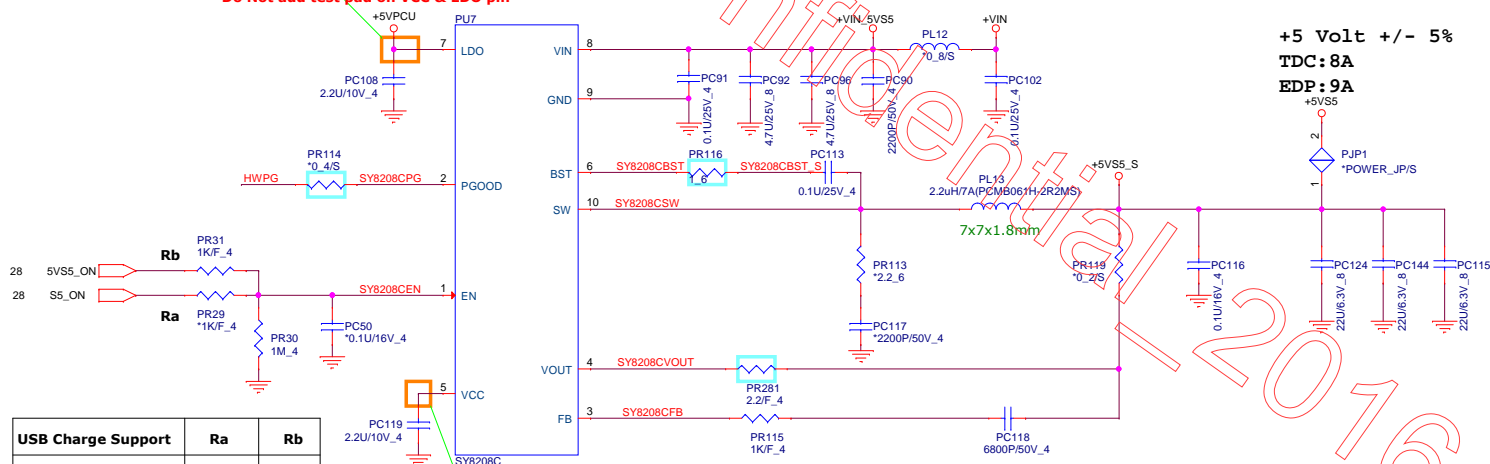 Do Not add test pad on VCC & LDO pin
+5VPCU
PU7
+VIN_5VS5
+VIN
+5 Volt +/- 5%
TDC:8A
EDP:9A
7
LDO
VIN
8
PL12
*0_8/S
PC108
2.2U/10V_4
PC91
0.1U/25V_4
PC92
4.7U/25V_8
PC96
4.7U/25V_8
PC90
2200P/50V_4
PC102
0.1U/25V_4
GND
9
+5VS5
2
PJP1
*POWER_JP/S
1
PR114
*0_4/S
HWPG
SY8208CPG
2
PGOOD
BST
6
SY8208CBST
PR116
_6
SY8208CBST_S
PC113
0.1U/25V_4
+5VS5_S
SW
10
SY8208CSW
PL13
2.2uH/7A(PCMB061H-2R2MS)
7x7x1.8mm
PR31
1K/F_4
Rb
28
5VS5_ON
28
S5_ON
Ra
PR29
*1K/F_4
SY8208CEN
1
EN
PR30
1M_4
PC50
*0.1U/16V_4
PR113
*2.2_6
PC117
*2200P/50V_4
PR119
*0_2/S
PC116
0.1U/16V_4
PC124
22U/6.3V_8
PC144
22U/6.3V_8
PC115
22U/6.3V_8
VOUT
4
SY8208CVOUT
PR281
2.2/F_4
5
VCC
PC119
2.2U/10V_4
FB
3
SY8208CFB
PR115
1K/F_4
PC118
6800P/50V_4
SY8208C
USB Charge Support Ra Rb
nfidential_2016